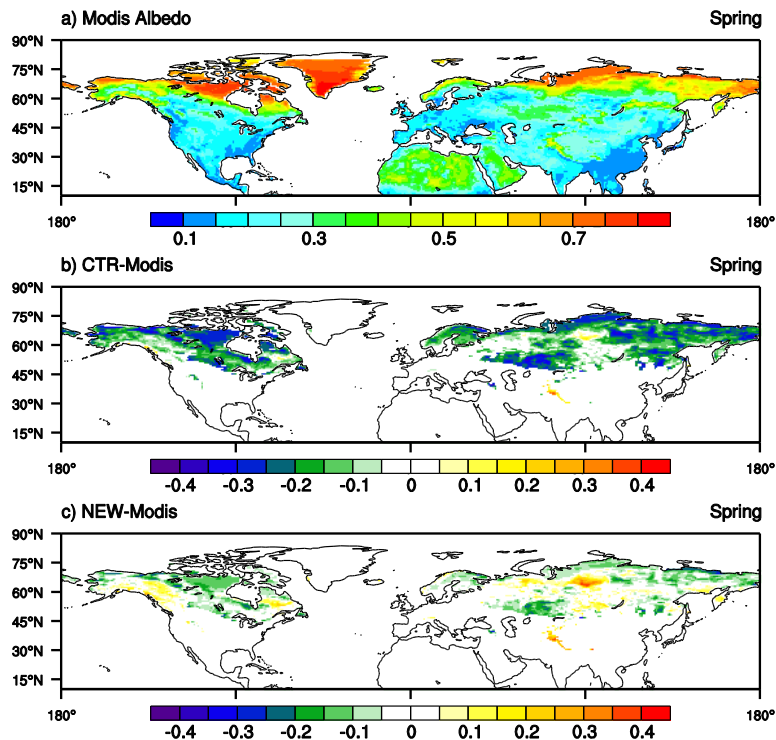 a) Modis Albedo Spring
90°N
75°N
60°N
45°N
30°N
15°N
180° 180°
0.1 0.3 0.5 0.7
b) CTR-Modis Spring
90°N
75°N
60°N
45°N
30°N
15°N
180° 180°
-0.4 -0.3 -0.2 -0.1 0 0.1 0.2 0.3 0.4
c) NEW-Modis Spring
90°N
75°N
60°N
45°N
30°N
15°N
180° 180°
-0.4 -0.3 -0.2 -0.1 0 0.1 0.2 0.3 0.4